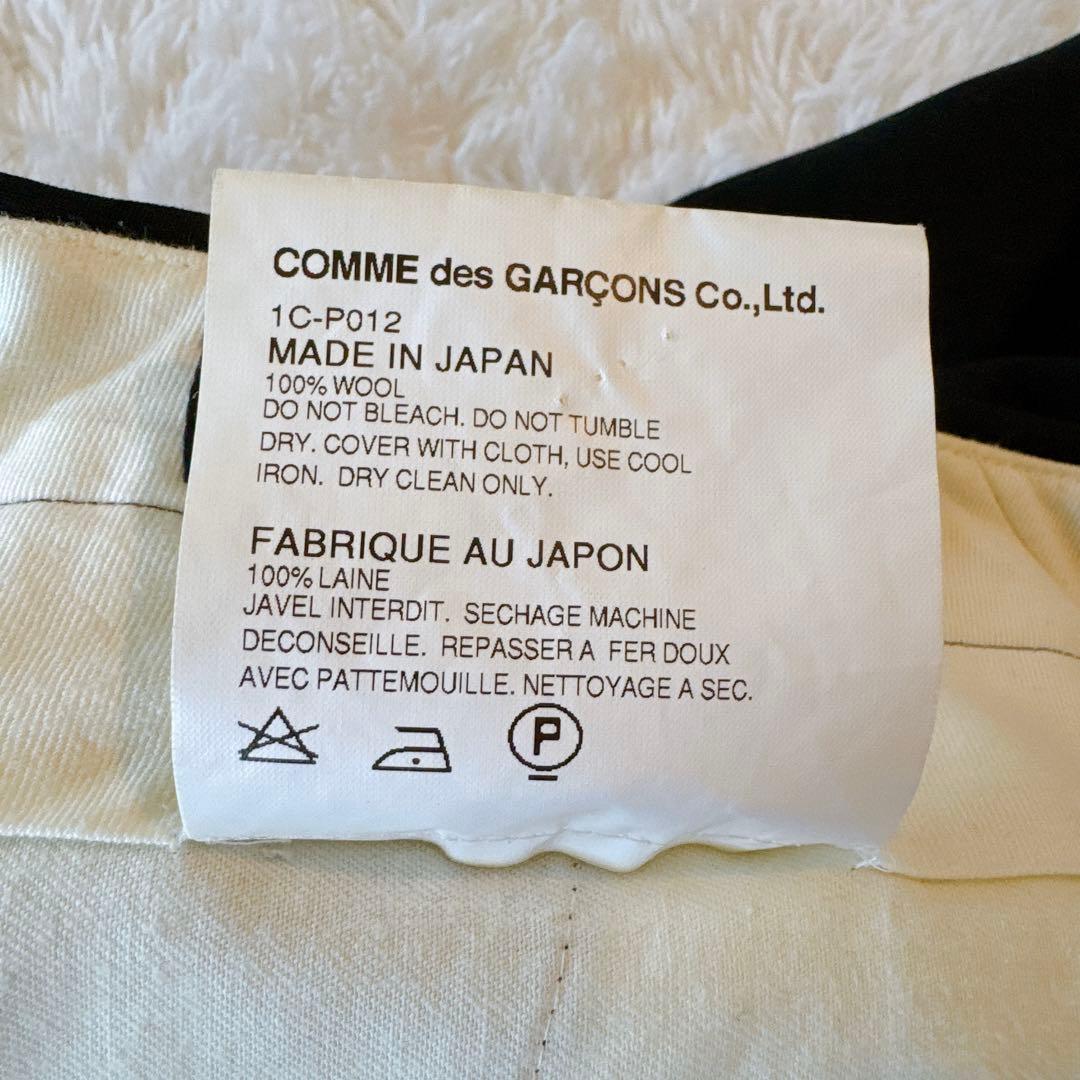 COMME des GARÇONS Co.,Ltd.
1C-P012
MADE IN JAPAN
100% WOOL
DO NOT BLEACH. DO NOT TUMBLE
DRY. COVER WITH CLOTH, USE COOL
IRON. DRY CLEAN ONLY.
FABRIQUE AU JAPON
100% LAINE
JAVEL INTERDIT. SECHAGE MACHINE
DECONSEILLE. REPASSER A FER DOUX
AVEC PATTEMOUILLE. NETTOYAGE A SEC.
P